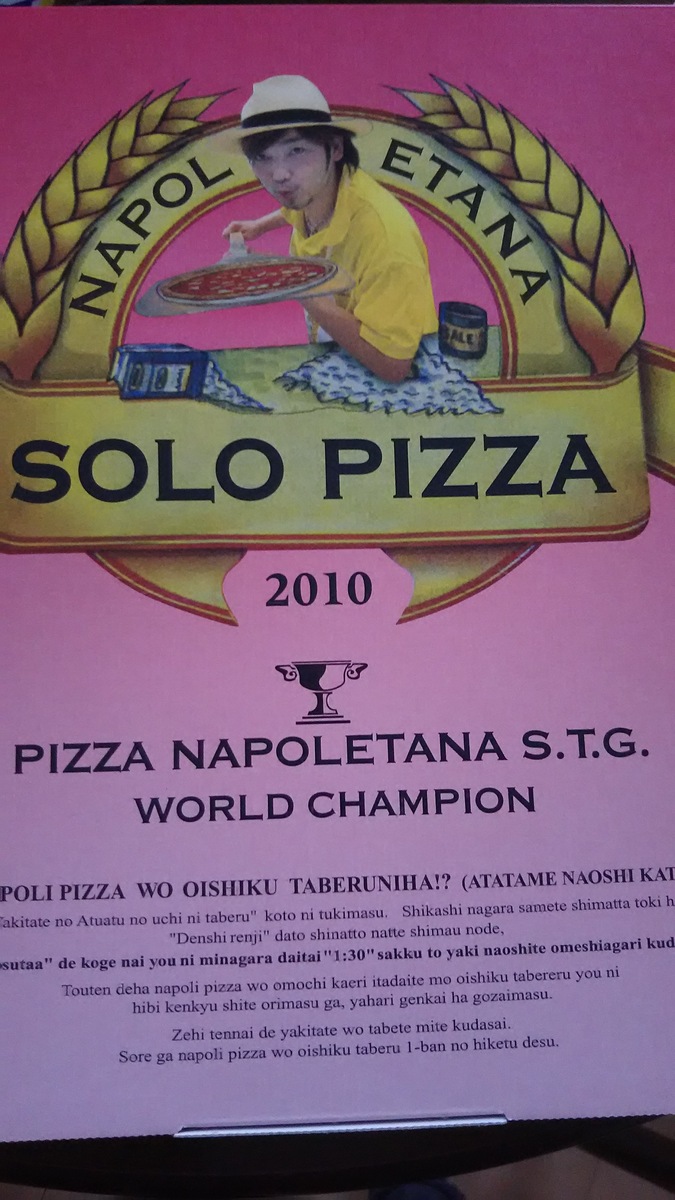 NAPOL ETANA
SOLO PIZZA
2010
PIZZA NAPOLETANA S.T.G.
WORLD CHAMPION
POLI PIZZA WO OISHIKU TABERUNIHA!? (ATATAME NAOSHI KAT
akitate no Atuatu no uchi ni taberu" koto ni tukimasu. Shikashi nagara samete shimatta toki h
"Denshi renji" dato shinatto natte shimau node,
sutaa" de koge nai you ni minagara daitai "1:30" sakku to yaki naoshite omeshiagari kud
Touten deha napoli pizza wo omochi kaeri itadaite mo oishiku tabereru you ni
hibi kenkyu shite orimasu ga, yahari genkai ha gozaimasu.
Zehi tennai de yakitate wo tabete mite kudasai.
Sore ga napoli pizza wo oishiku taberu 1-ban no hiketu desu.